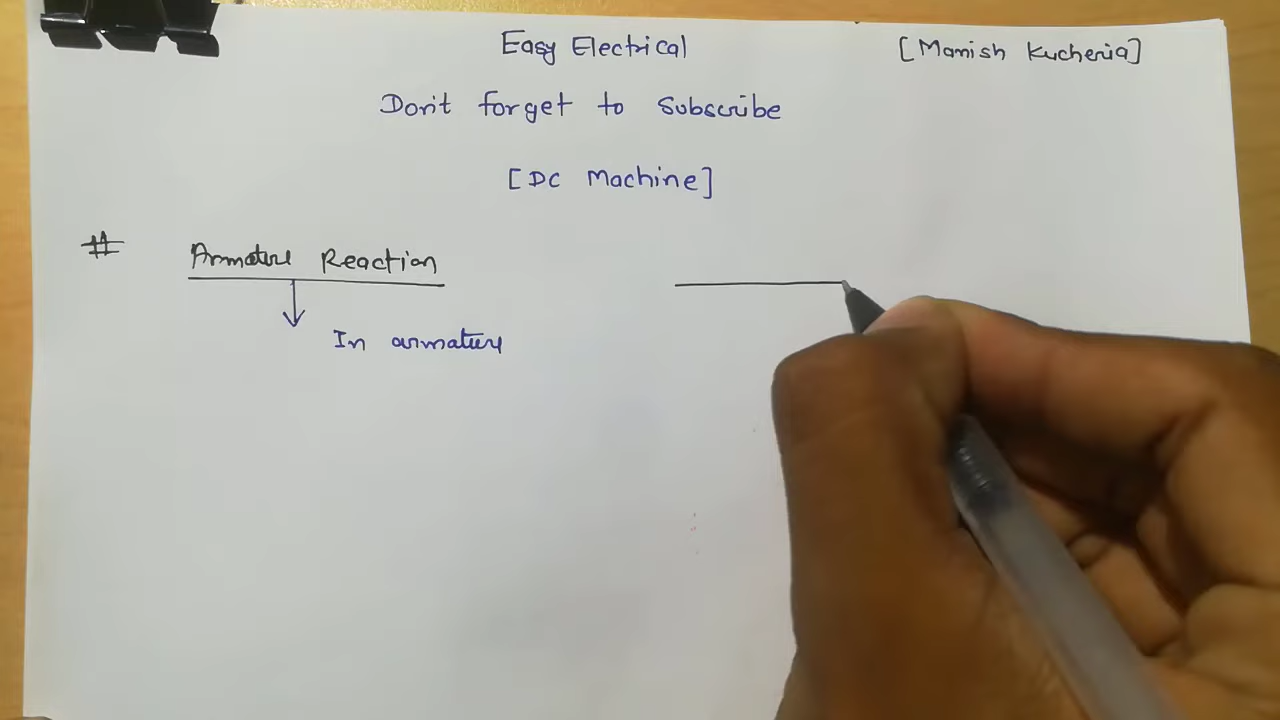 Easy Electrical [Manish Kucheria]
Don't forget to Subscribe
[DC Machine]
# Armature Reaction
In armature